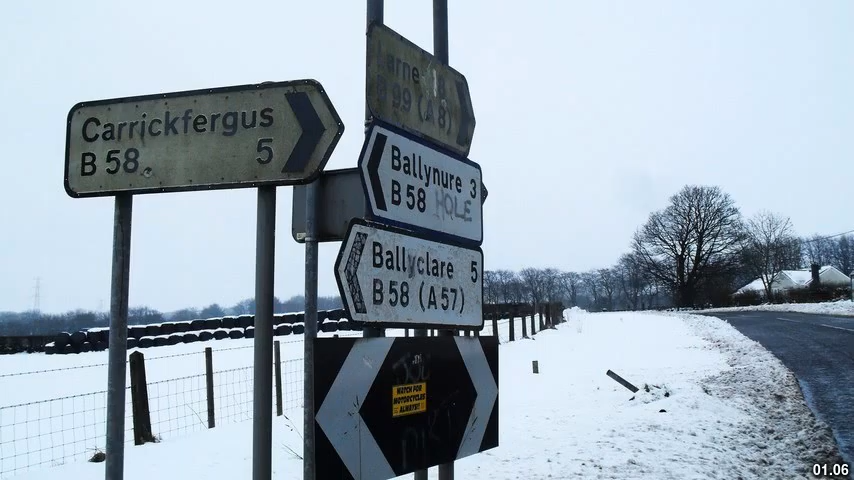 Carrickfergus
B 58 5
Larne
B 99 (A 8)
Ballynure 3
B 58 HOLE
Ballyclare 5
B 58 (A 57)
WATCH FOR
MOTORCYCLES
ALWAYS!
01.06